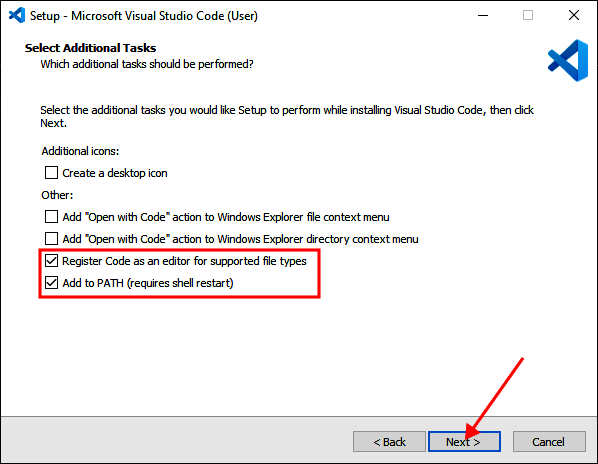 Setup - Microsoft Visual Studio Code (User)
Select Additional Tasks
Which additional tasks should be performed?
Select the additional tasks you would like Setup to perform while installing Visual Studio Code, then click
Next.
Additional icons:
Create a desktop icon
Other:
Add "Open with Code" action to Windows Explorer file context menu
Add "Open with Code" action to Windows Explorer directory context menu
Register Code as an editor for supported file types
Add to PATH (requires shell restart)
< Back Next > Cancel